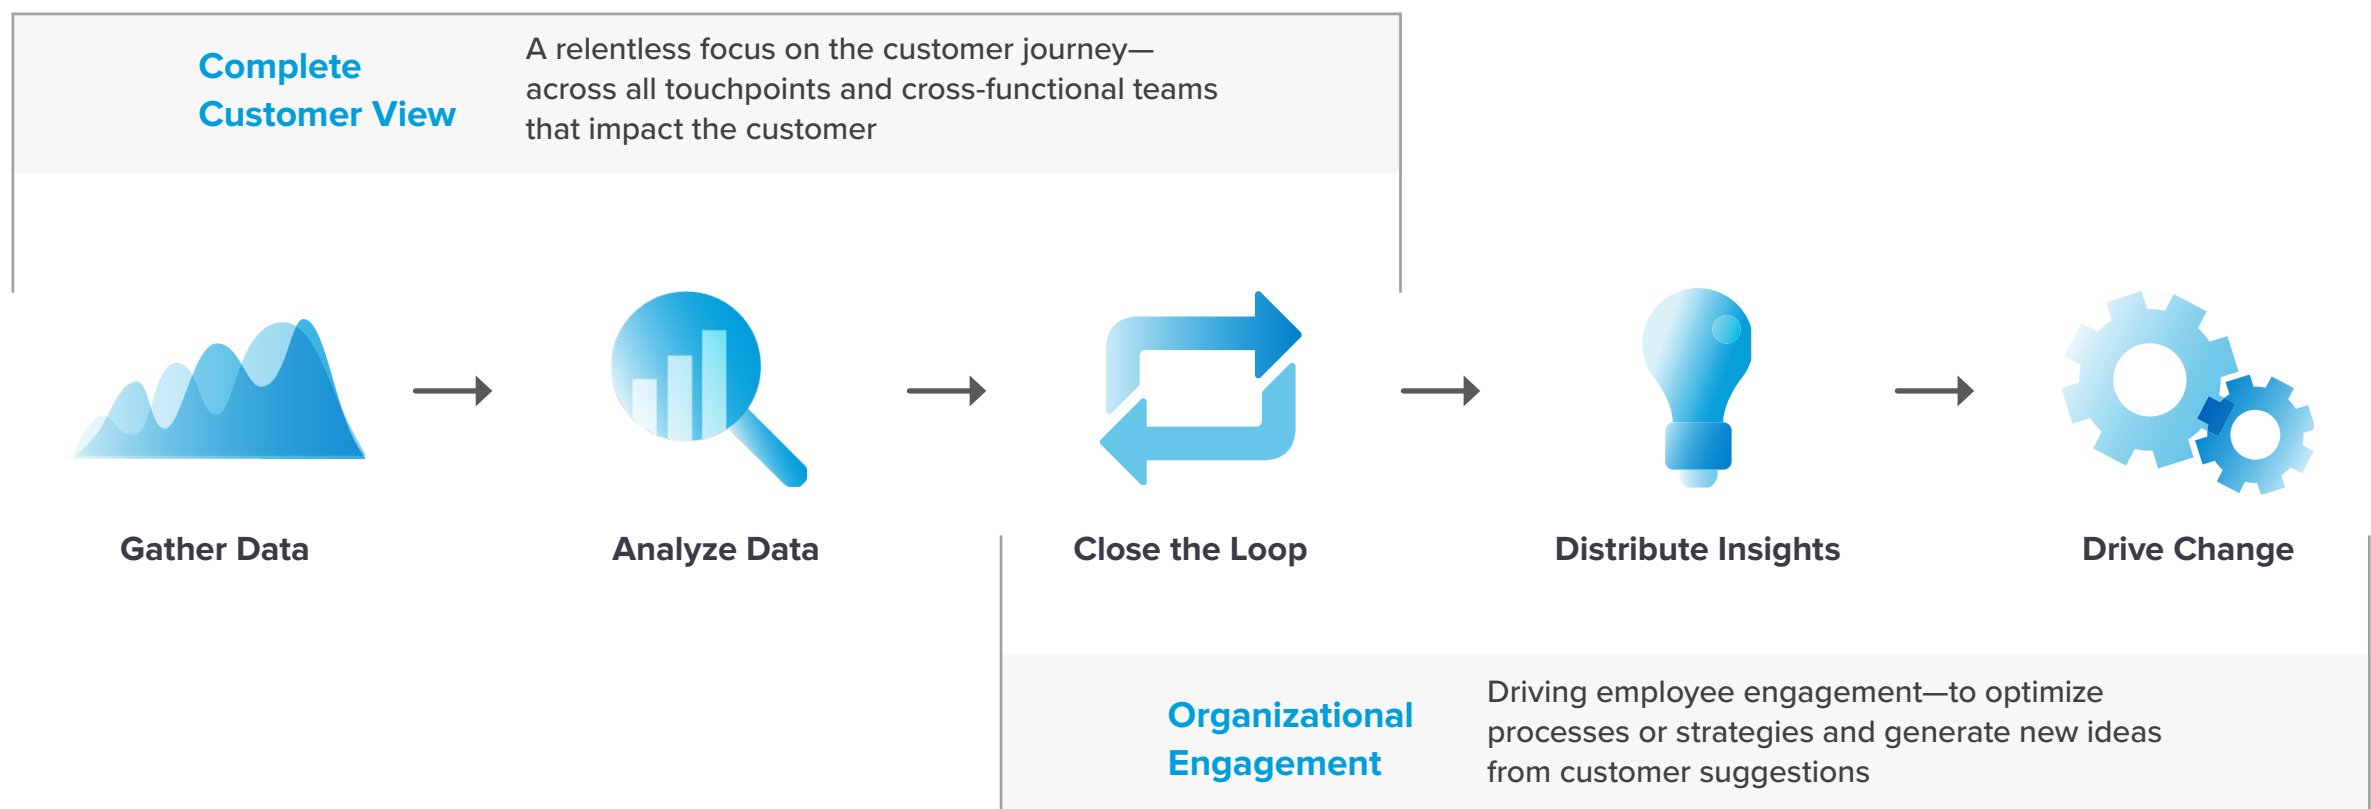 Complete
Customer View
A relentless focus on the customer journey—
across all touchpoints and cross-functional teams
that impact the customer
Gather Data
Analyze Data
Close the Loop
Distribute Insights
Drive Change
Organizational
Engagement
Driving employee engagement—to optimize
processes or strategies and generate new ideas
from customer suggestions